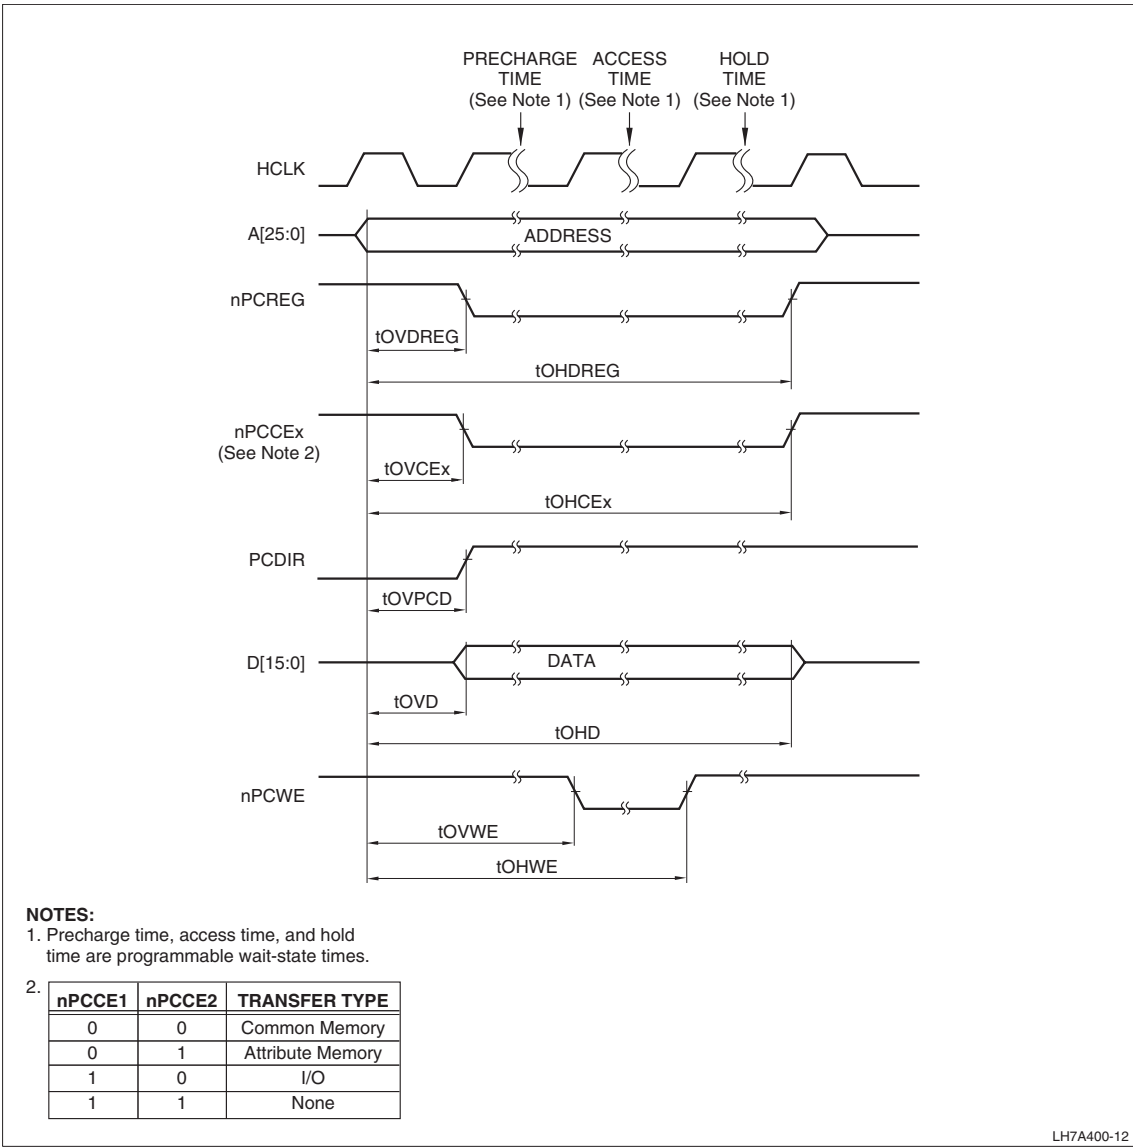 PRECHARGE TIME (See Note 1)
ACCESS TIME (See Note 1)
HOLD TIME (See Note 1)
HCLK
A[25:0]
ADDRESS
nPCREG
tOVDREG
tOHDREG
nPCCEx
(See Note 2)
tOVCEx
tOHCEx
PCDIR
tOVPCD
D[15:0]
DATA
tOVD
tOHD
nPCWE
tOVWE
tOHWE
NOTES:
1. Precharge time, access time, and hold
time are programmable wait-state times.
2.
nPCCE1 nPCCE2 TRANSFER TYPE
0 0 Common Memory
0 1 Attribute Memory
1 0 I/O
1 1 None
LH7A400-12